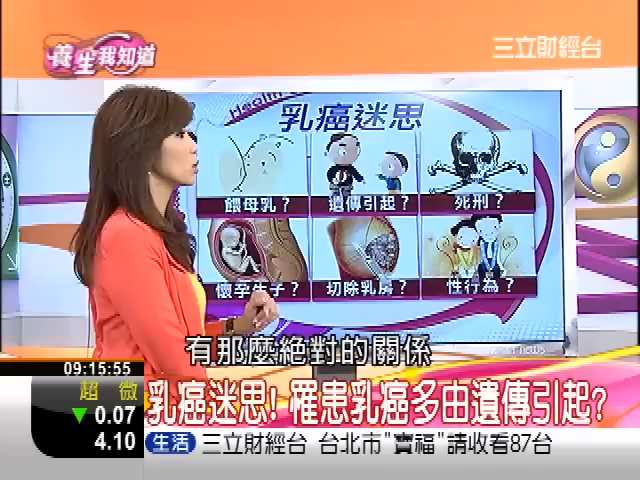 養生我知道
三立財經台
Health
乳癌迷思
餵母乳？
遺傳引起？
死刑？
懷孕生子？
切除乳房？
性行為？
有那麼絕對的關係
09:15:55
超 微
▼0.07
4.10
乳癌迷思! 罹患乳癌多由遺傳引起?
生活 三立財經台 台北市"寶福"請收看87台